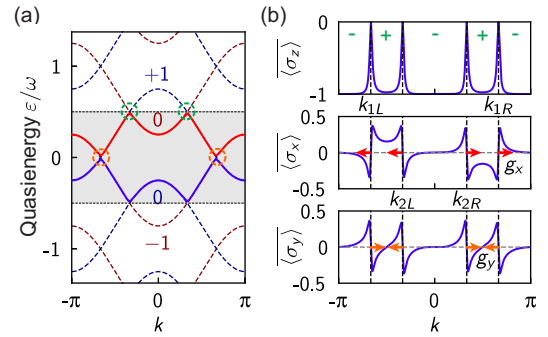 (a)
Quasienergy ε/ω
1
0
-1
+1
0
0
−1
-π
0
π
k
(b)
⟨σz⟩
0
-1
- + - + -
k1L
k1R
⟨σx⟩
0.5
0
-0.5
gx
k2L
k2R
⟨σy⟩
0.5
0
-0.5
gy
-π
0
π
k